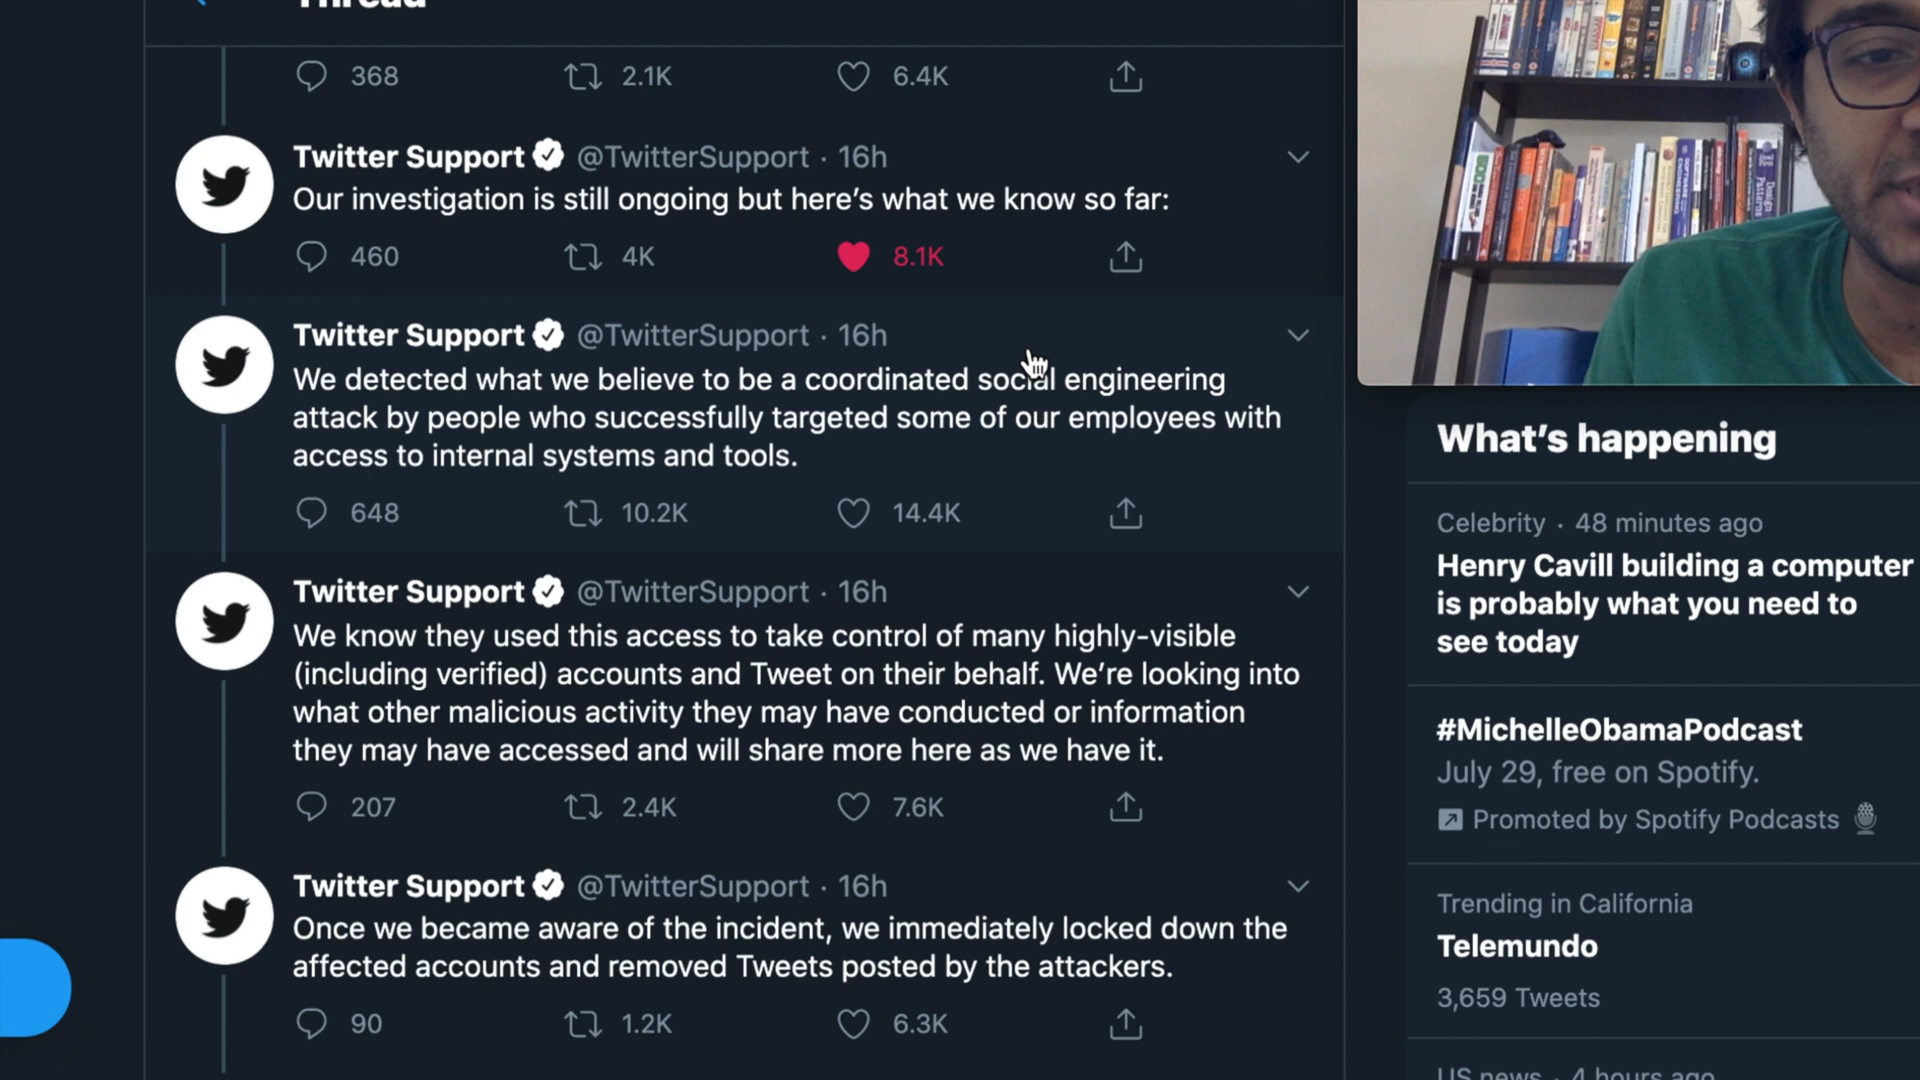 Thread
368 2.1K 6.4K
Twitter Support @TwitterSupport · 16h
Our investigation is still ongoing but here’s what we know so far:
460 4K 8.1K
Twitter Support @TwitterSupport · 16h
We detected what we believe to be a coordinated social engineering
attack by people who successfully targeted some of our employees with
access to internal systems and tools.
648 10.2K 14.4K
Twitter Support @TwitterSupport · 16h
We know they used this access to take control of many highly-visible
(including verified) accounts and Tweet on their behalf. We’re looking into
what other malicious activity they may have conducted or information
they may have accessed and will share more here as we have it.
207 2.4K 7.6K
Twitter Support @TwitterSupport · 16h
Once we became aware of the incident, we immediately locked down the
affected accounts and removed Tweets posted by the attackers.
90 1.2K 6.3K
What’s happening
Celebrity · 48 minutes ago
Henry Cavill building a computer
is probably what you need to
see today
#MichelleObamaPodcast
July 29, free on Spotify.
Promoted by Spotify Podcasts
Trending in California
Telemundo
3,659 Tweets
US news · 4 hours ago